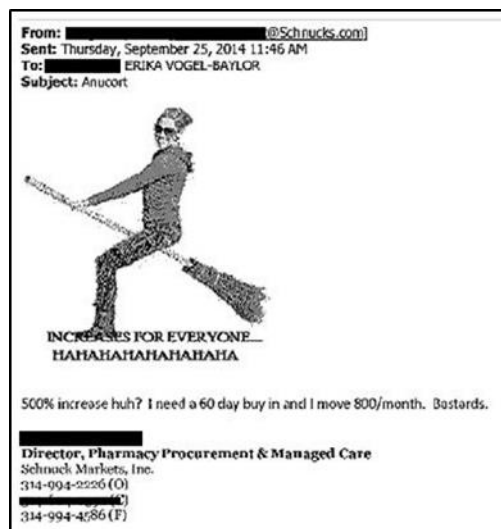 From: @Schnucks.com]
Sent: Thursday, September 25, 2014 11:46 AM
To: ERIKA VOGEL-BAYLOR
Subject: Anucort
INCREASES FOR EVERYONE....
HAHAHAHAHAHAHAHA
500% increase huh? I need a 60 day buy in and I move 800/month. Bastards.
Director, Pharmacy Procurement & Managed Care
Schnuck Markets, Inc.
314-994-2226 (O)
(C)
314-994-4586 (F)